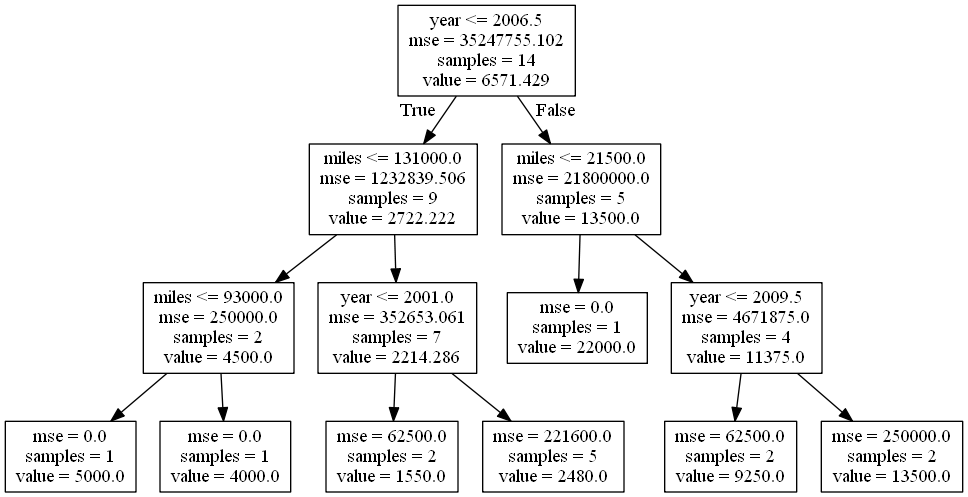 year <= 2006.5
mse = 35247755.102
samples = 14
value = 6571.429
True
False
miles <= 131000.0
mse = 1232839.506
samples = 9
value = 2722.222
miles <= 21500.0
mse = 21800000.0
samples = 5
value = 13500.0
miles <= 93000.0
mse = 250000.0
samples = 2
value = 4500.0
year <= 2001.0
mse = 352653.061
samples = 7
value = 2214.286
mse = 0.0
samples = 1
value = 22000.0
year <= 2009.5
mse = 4671875.0
samples = 4
value = 11375.0
mse = 0.0
samples = 1
value = 5000.0
mse = 0.0
samples = 1
value = 4000.0
mse = 62500.0
samples = 2
value = 1550.0
mse = 221600.0
samples = 5
value = 2480.0
mse = 62500.0
samples = 2
value = 9250.0
mse = 250000.0
samples = 2
value = 13500.0